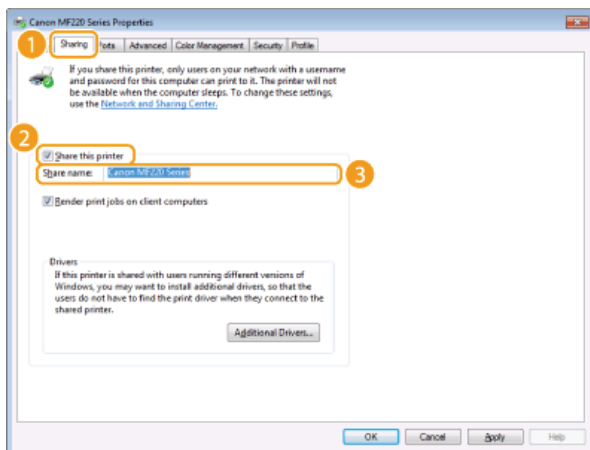 Canon MF220 Series Properties
1
Sharing Ports Advanced Color Management Security Profile
If you share this printer, only users on your network with a username
and password for this computer can print to it. The printer will not
be available when the computer sleeps. To change these settings,
use the Network and Sharing Center.
2
Share this printer
Share name: Canon MF220 Series
3
Render print jobs on client computers
Drivers
If this printer is shared with users running different versions of
Windows, you may want to install additional drivers, so that the
users do not have to find the print driver when they connect to the
shared printer.
Additional Drivers...
OK Cancel Apply Help